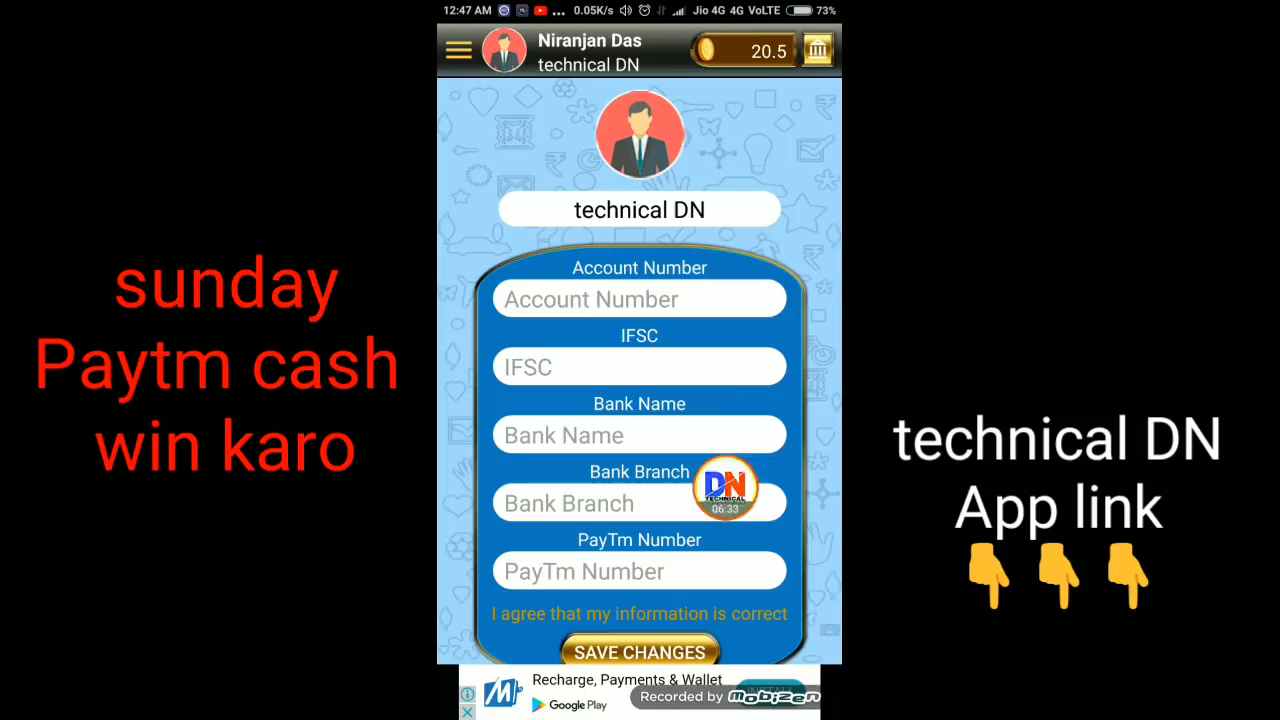 12:47 AM ... 0.05K/s Jio 4G 4G VoLTE 73%
Niranjan Das
technical DN
20.5
technical DN
Account Number
Account Number
IFSC
IFSC
Bank Name
Bank Name
Bank Branch
Bank Branch
DN
TECHNICAL
06:33
PayTm Number
PayTm Number
I agree that my information is correct
SAVE CHANGES
Recharge, Payments & Wallet
Google Play
Recorded by mobizen
sunday
Paytm cash
win karo
technical DN
App link
👇👇👇